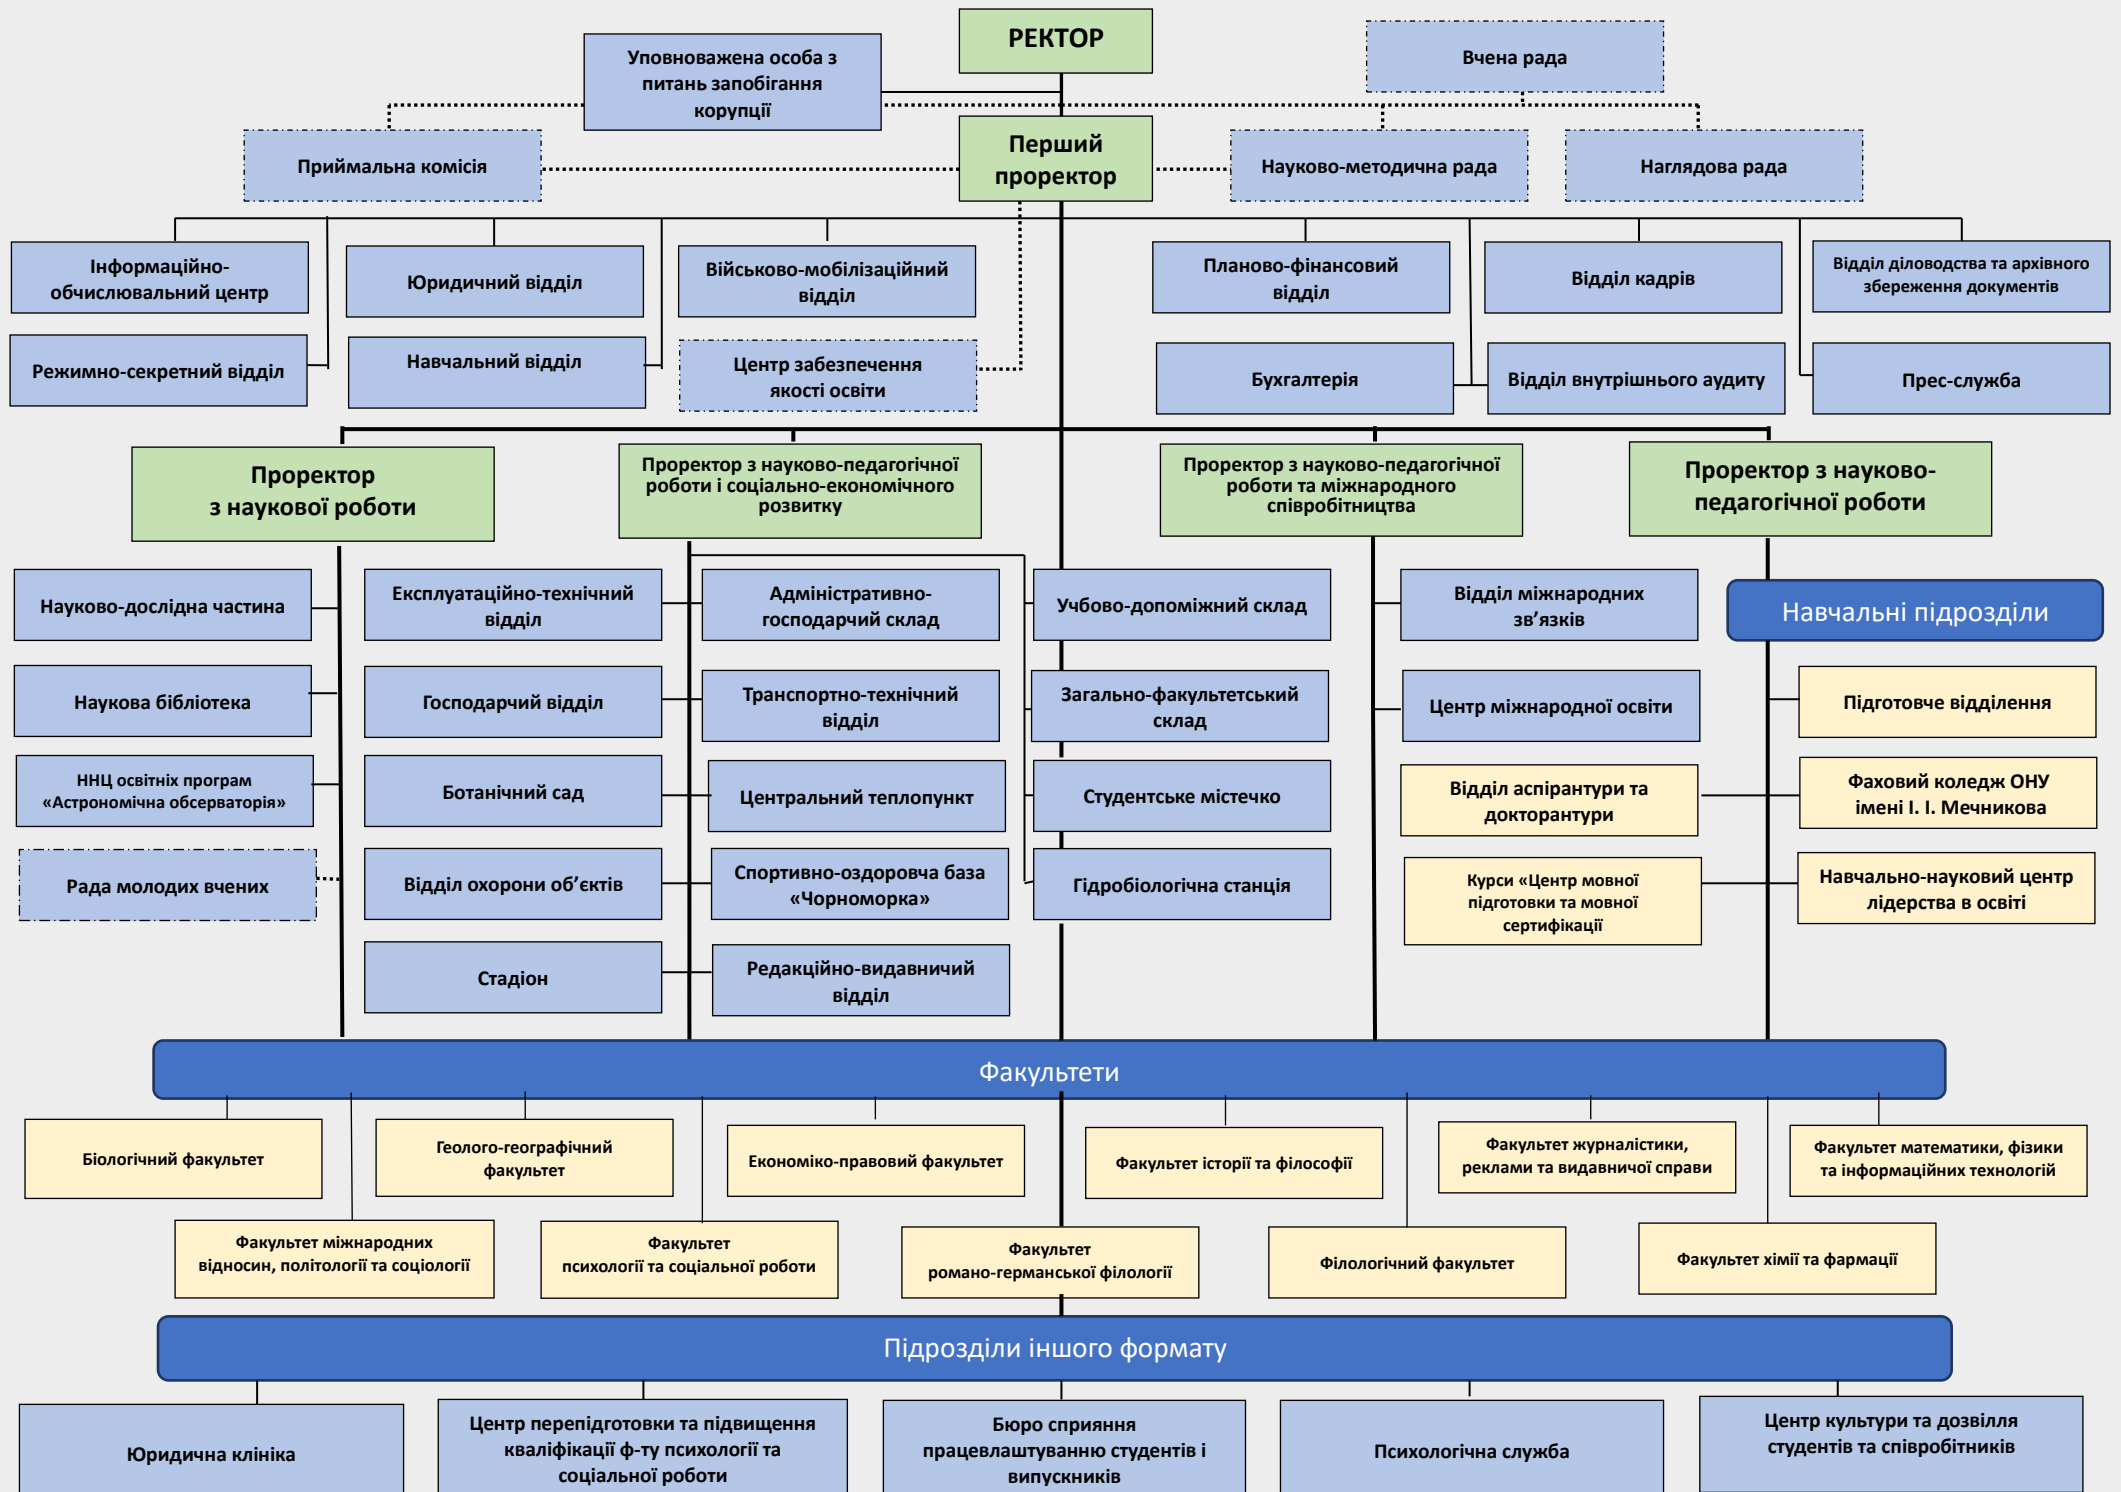 РЕКТОР
Уповноважена особа з
питань запобігання
корупції
Вчена рада
Перший
проректор
Приймальна комісія
Науково-методична рада
Наглядова рада
Інформаційно-
обчислювальний центр
Юридичний відділ
Військово-мобілізаційний
відділ
Планово-фінансовий
відділ
Відділ кадрів
Відділ діловодства та архівного
збереження документів
Режимно-секретний відділ
Навчальний відділ
Центр забезпечення
якості освіти
Бухгалтерія
Відділ внутрішнього аудиту
Прес-служба
Проректор
з наукової роботи
Проректор з науково-педагогічної
роботи і соціально-економічного
розвитку
Проректор з науково-педагогічної
роботи та міжнародного
співробітництва
Проректор з науково-
педагогічної роботи
Науково-дослідна частина
Експлуатаційно-технічний
відділ
Адміністративно-
господарчий склад
Учбово-допоміжний склад
Відділ міжнародних
зв’язків
Навчальні підрозділи
Наукова бібліотека
Господарчий відділ
Транспортно-технічний
відділ
Загально-факультетський
склад
Центр міжнародної освіти
Підготовче відділення
ННЦ освітніх програм
«Астрономічна обсерваторія»
Ботанічний сад
Центральний теплопункт
Студентське містечко
Відділ аспірантури та
докторантури
Фаховий коледж ОНУ
імені І. І. Мечникова
Рада молодих вчених
Відділ охорони об’єктів
Спортивно-оздоровча база
«Чорноморка»
Гідробіологічна станція
Курси «Центр мовної
підготовки та мовної
сертифікації
Навчально-науковий центр
лідерства в освіті
Стадіон
Редакційно-видавничий
відділ
Факультети
Біологічний факультет
Геолого-географічний
факультет
Економіко-правовий факультет
Факультет історії та філософії
Факультет журналістики,
реклами та видавничої справи
Факультет математики, фізики
та інформаційних технологій
Факультет міжнародних
відносин, політології та соціології
Факультет
психології та соціальної роботи
Факультет
романо-германської філології
Філологічний факультет
Факультет хімії та фармації
Підрозділи іншого формату
Юридична клініка
Центр перепідготовки та підвищення
кваліфікації ф-ту психології та
соціальної роботи
Бюро сприяння
працевлаштуванню студентів і
випускників
Психологічна служба
Центр культури та дозвілля
студентів та співробітників